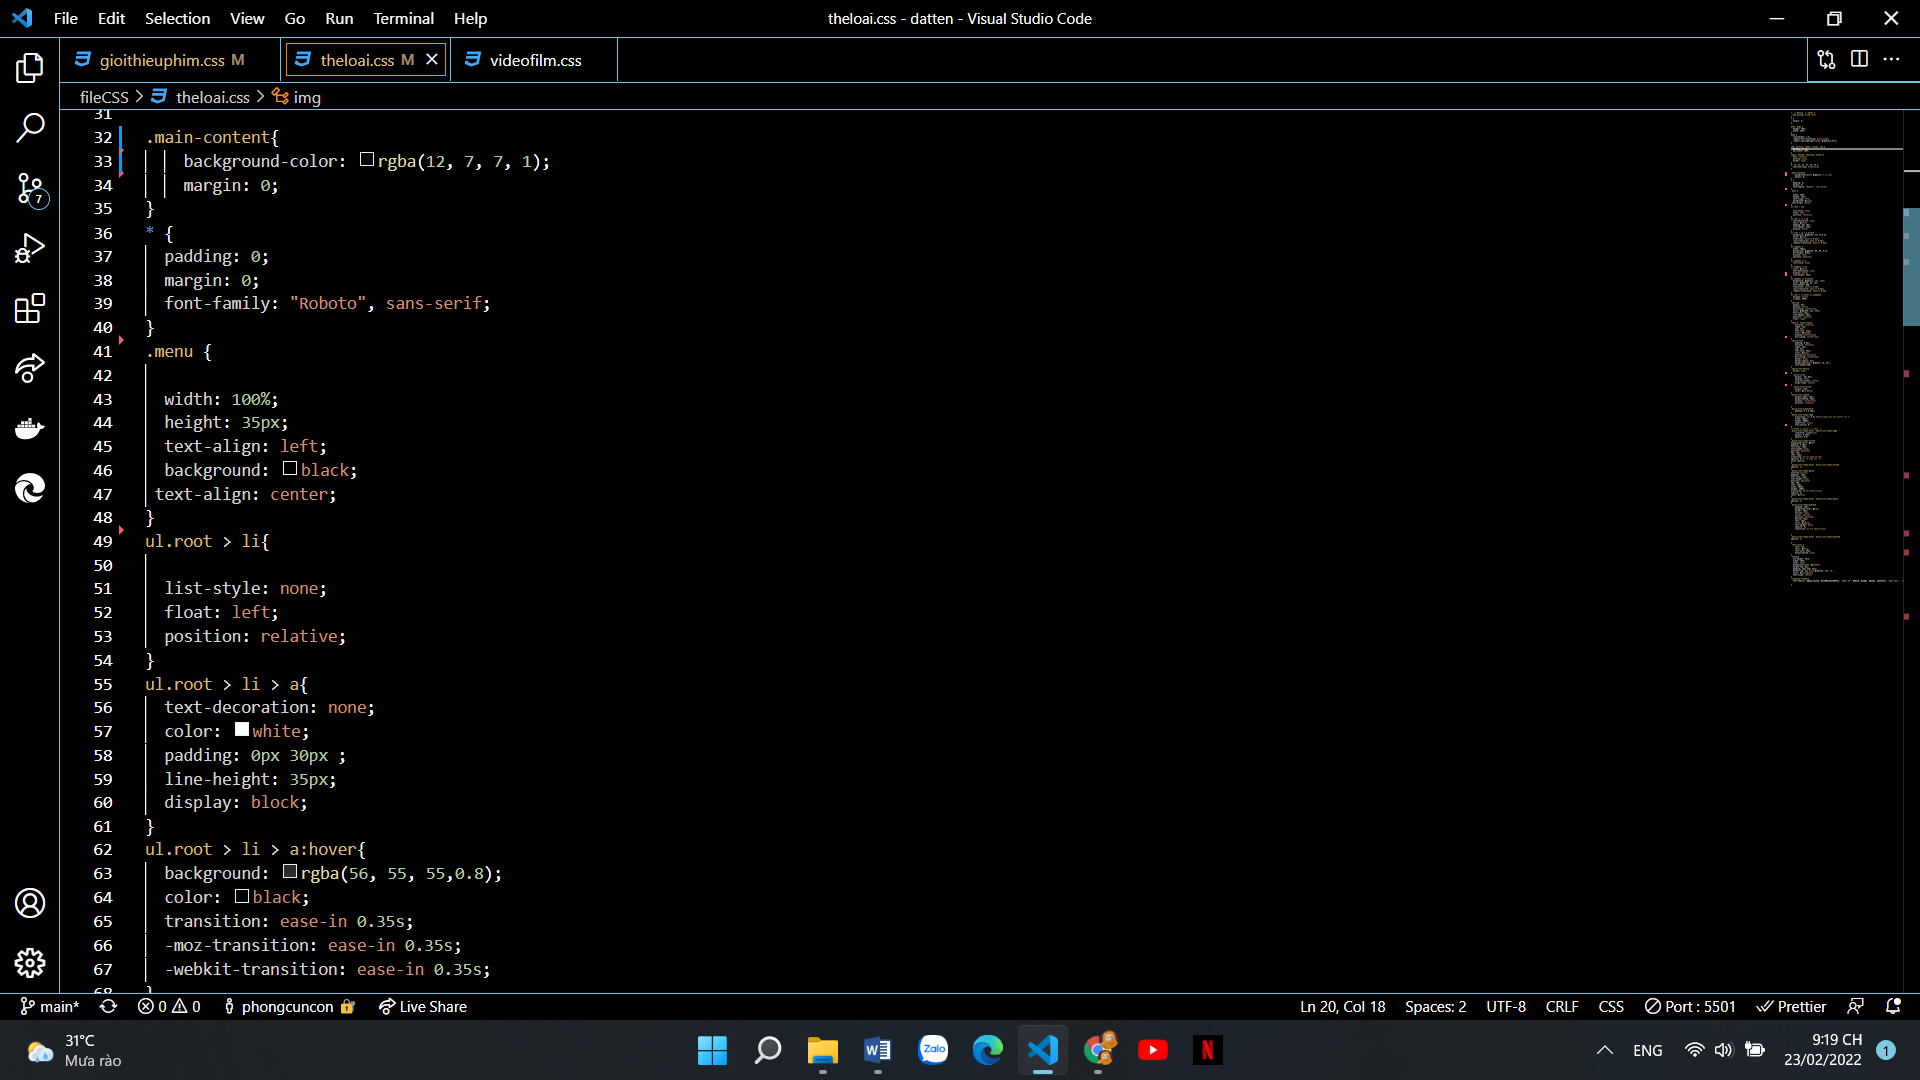 File Edit Selection View Go Run Terminal Help
theloai.css - datten - Visual Studio Code
gioithieuphim.css M
theloai.css M
videofilm.css
fileCSS > theloai.css > img
31
32 .main-content{
33 background-color: rgba(12, 7, 7, 1);
34 margin: 0;
35 }
36 * {
37 padding: 0;
38 margin: 0;
39 font-family: "Roboto", sans-serif;
40 }
41 .menu {
42
43 width: 100%;
44 height: 35px;
45 text-align: left;
46 background: black;
47 text-align: center;
48 }
49 ul.root > li{
50
51 list-style: none;
52 float: left;
53 position: relative;
54 }
55 ul.root > li > a{
56 text-decoration: none;
57 color: white;
58 padding: 0px 30px ;
59 line-height: 35px;
60 display: block;
61 }
62 ul.root > li > a:hover{
63 background: rgba(56, 55, 55,0.8);
64 color: black;
65 transition: ease-in 0.35s;
66 -moz-transition: ease-in 0.35s;
67 -webkit-transition: ease-in 0.35s;
68 }
7
main* 0 0 phongcuncon Live Share
Ln 20, Col 18 Spaces: 2 UTF-8 CRLF CSS Port : 5501 Prettier
31°C
Mưa rào
Zalo
ENG
9:19 CH
23/02/2022
1